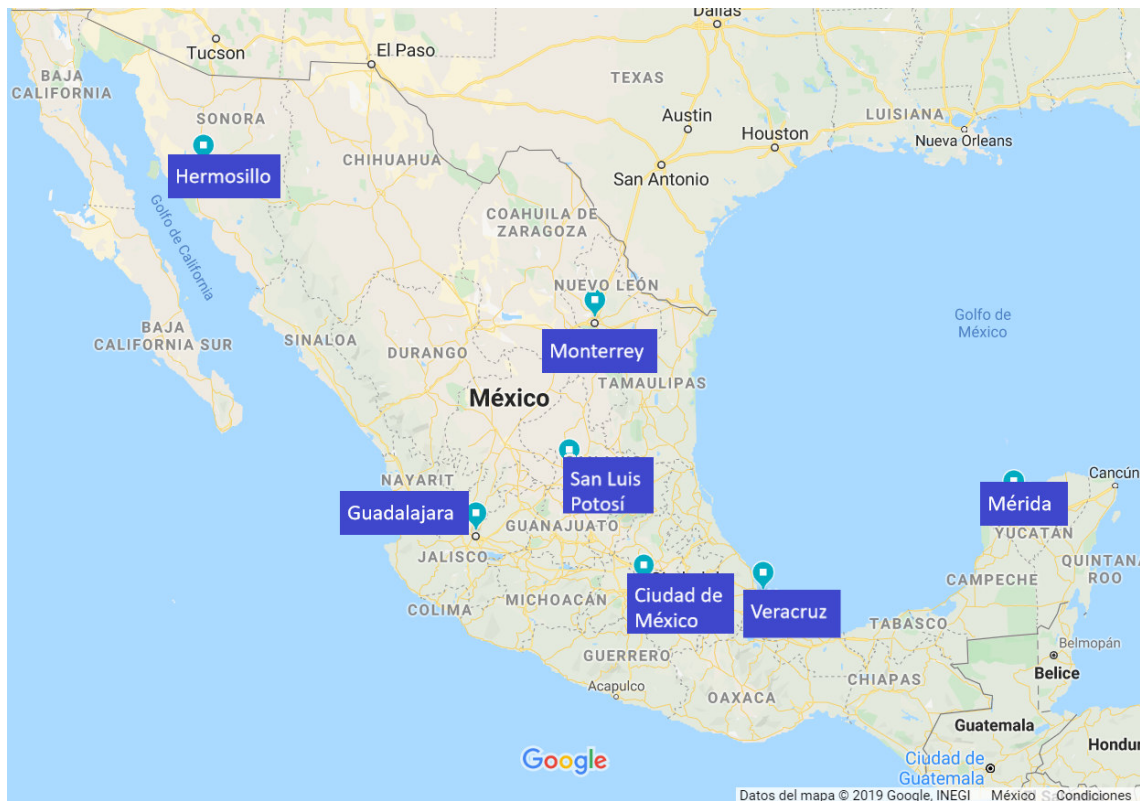 Dallas
Tucson
El Paso
BAJA
CALIFORNIA
TEXAS
SONORA
Austin
LUISIANA
Houston
Nueva Orleans
CHIHUAHUA
San Antonio
Hermosillo
Golfo de California
COAHUILA DE
ZARAGOZA
NUEVO LEÓN
Golfo de
México
BAJA
CALIFORNIA SUR
SINALOA
DURANGO
Monterrey
TAMAULIPAS
México
NAYARIT
San Luis
Potosí
Cancún
Mérida
Guadalajara
GUANAJUATO
YUCATÁN
JALISCO
QUINTANA
ROO
CAMPECHE
MICHOACÁN
COLIMA
Ciudad de
México
Veracruz
TABASCO
Belmopán
GUERRERO
Belice
Acapulco
OAXACA
CHIAPAS
Guatemala
Hondur
Google
Ciudad de
Guatemala
Datos del mapa © 2019 Google, INEGI México Condiciones